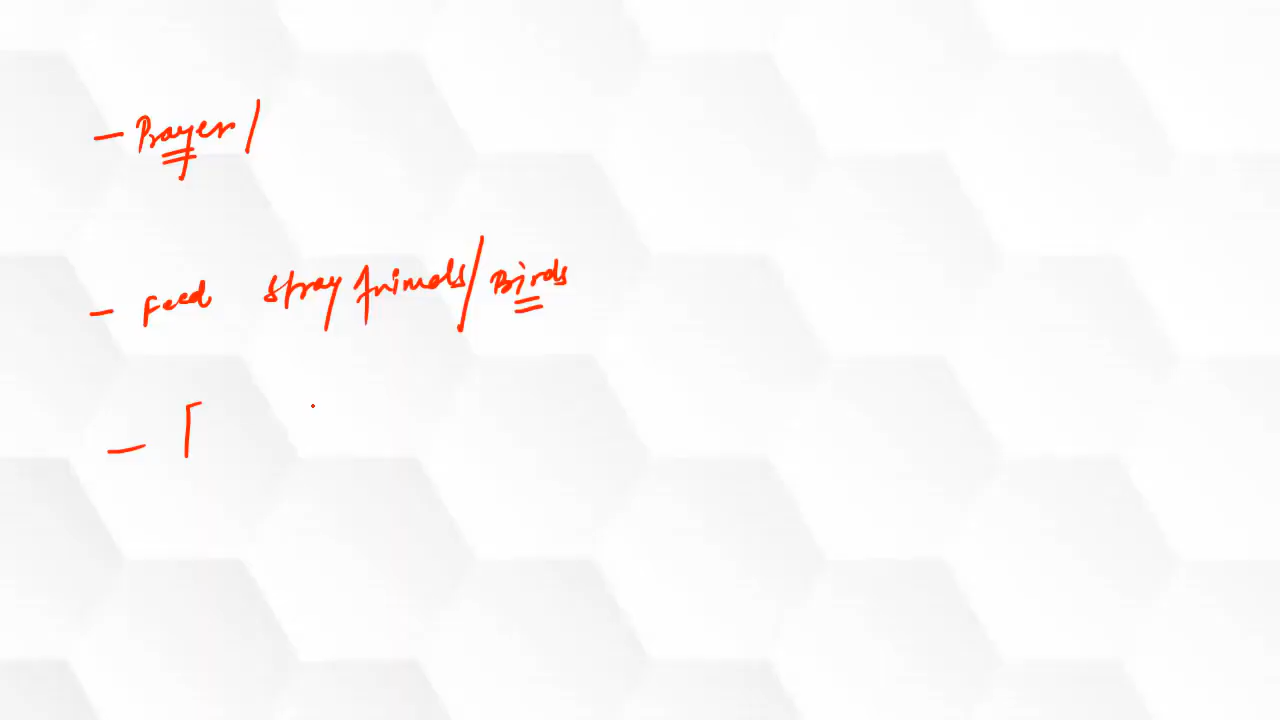 - Prayer /
- Feed Stray Animals / Birds
-